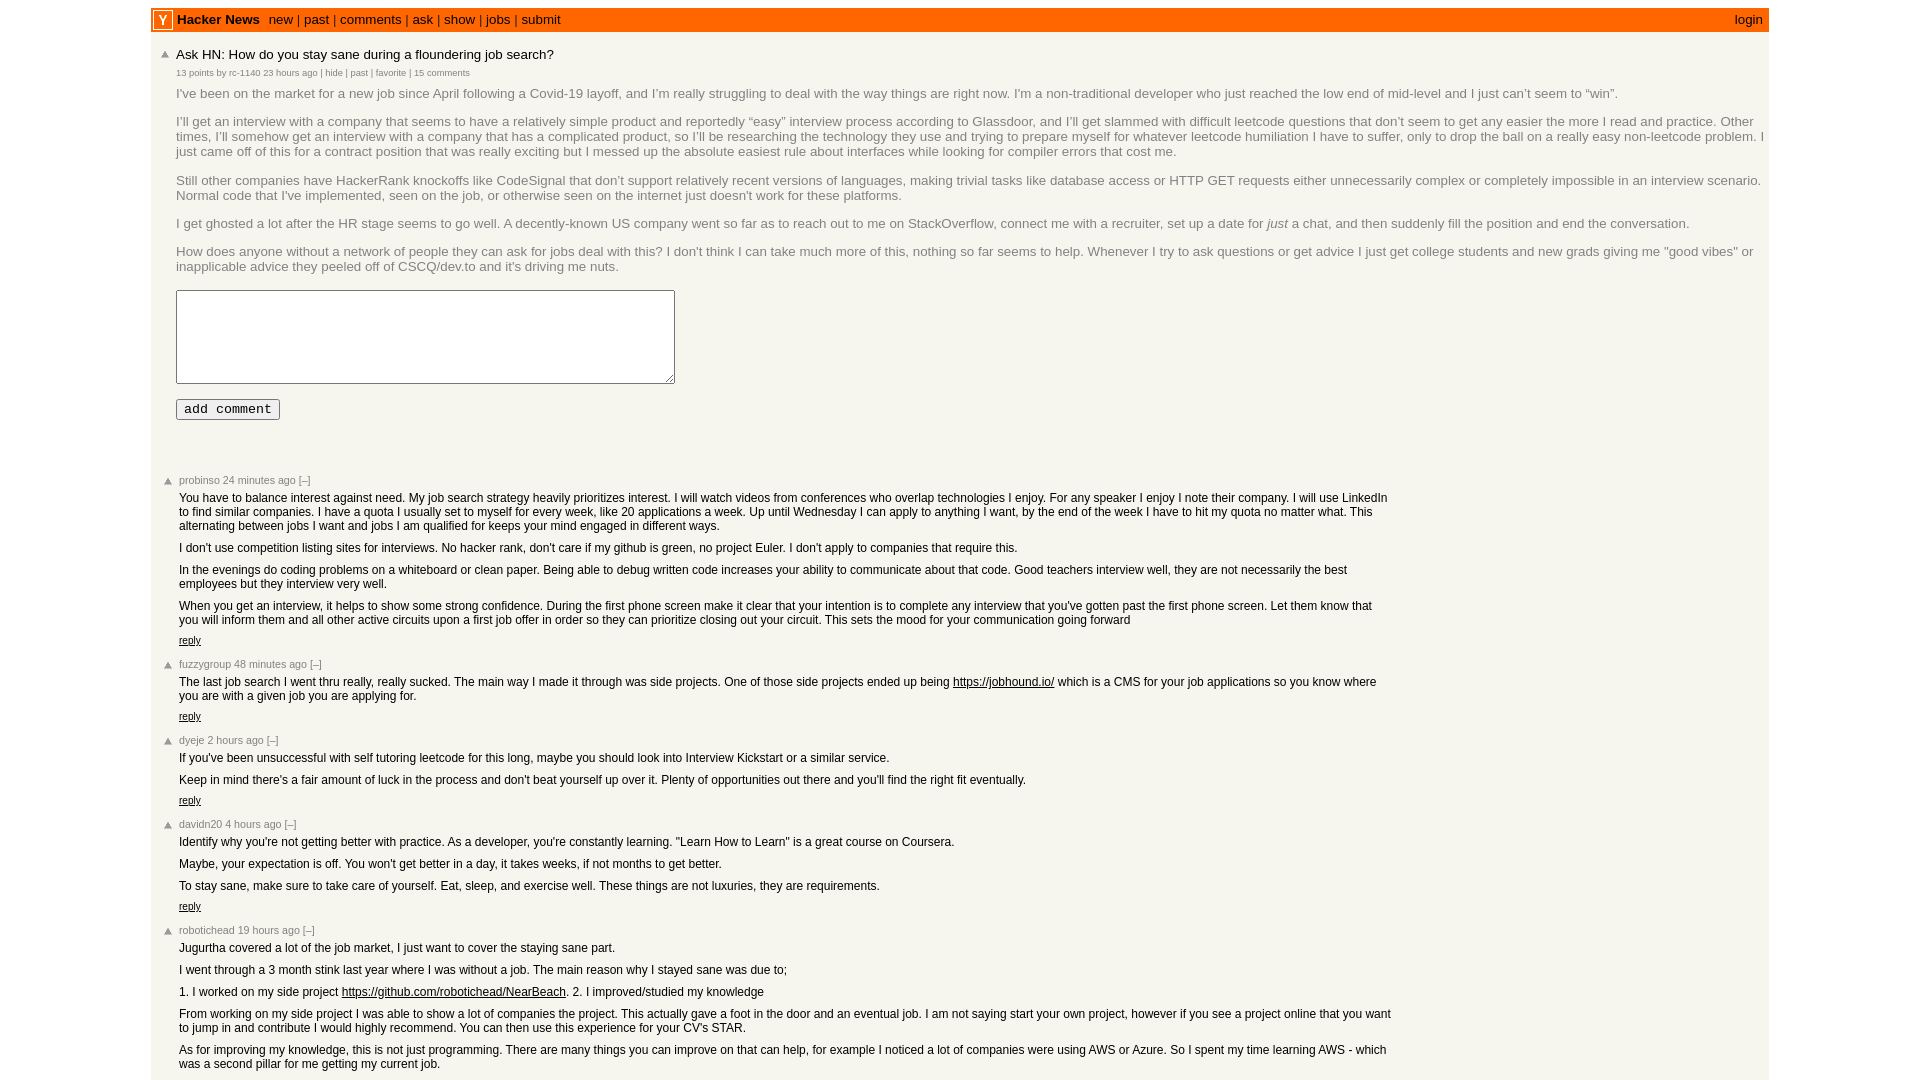 Y Hacker News new | past | comments | ask | show | jobs | submit login
Ask HN: How do you stay sane during a floundering job search?
13 points by rc-1140 23 hours ago | hide | past | favorite | 15 comments
I've been on the market for a new job since April following a Covid-19 layoff, and I’m really struggling to deal with the way things are right now. I'm a non-traditional developer who just reached the low end of mid-level and I just can’t seem to “win”.
I’ll get an interview with a company that seems to have a relatively simple product and reportedly “easy” interview process according to Glassdoor, and I’ll get slammed with difficult leetcode questions that don’t seem to get any easier the more I read and practice. Other
times, I’ll somehow get an interview with a company that has a complicated product, so I’ll be researching the technology they use and trying to prepare myself for whatever leetcode humiliation I have to suffer, only to drop the ball on a really easy non-leetcode problem. I
just came off of this for a contract position that was really exciting but I messed up the absolute easiest rule about interfaces while looking for compiler errors that cost me.
Still other companies have HackerRank knockoffs like CodeSignal that don’t support relatively recent versions of languages, making trivial tasks like database access or HTTP GET requests either unnecessarily complex or completely impossible in an interview scenario.
Normal code that I've implemented, seen on the job, or otherwise seen on the internet just doesn't work for these platforms.
I get ghosted a lot after the HR stage seems to go well. A decently-known US company went so far as to reach out to me on StackOverflow, connect me with a recruiter, set up a date for just a chat, and then suddenly fill the position and end the conversation.
How does anyone without a network of people they can ask for jobs deal with this? I don't think I can take much more of this, nothing so far seems to help. Whenever I try to ask questions or get advice I just get college students and new grads giving me "good vibes" or
inapplicable advice they peeled off of CSCQ/dev.to and it's driving me nuts.
add comment
probinso 24 minutes ago [–]
You have to balance interest against need. My job search strategy heavily prioritizes interest. I will watch videos from conferences who overlap technologies I enjoy. For any speaker I enjoy I note their company. I will use LinkedIn
to find similar companies. I have a quota I usually set to myself for every week, like 20 applications a week. Up until Wednesday I can apply to anything I want, by the end of the week I have to hit my quota no matter what. This
alternating between jobs I want and jobs I am qualified for keeps your mind engaged in different ways.
I don't use competition listing sites for interviews. No hacker rank, don't care if my github is green, no project Euler. I don't apply to companies that require this.
In the evenings do coding problems on a whiteboard or clean paper. Being able to debug written code increases your ability to communicate about that code. Good teachers interview well, they are not necessarily the best
employees but they interview very well.
When you get an interview, it helps to show some strong confidence. During the first phone screen make it clear that your intention is to complete any interview that you've gotten past the first phone screen. Let them know that
you will inform them and all other active circuits upon a first job offer in order so they can prioritize closing out your circuit. This sets the mood for your communication going forward
reply
fuzzygroup 48 minutes ago [–]
The last job search I went thru really, really sucked. The main way I made it through was side projects. One of those side projects ended up being https://jobhound.io/ which is a CMS for your job applications so you know where
you are with a given job you are applying for.
reply
dyeje 2 hours ago [–]
If you've been unsuccessful with self tutoring leetcode for this long, maybe you should look into Interview Kickstart or a similar service.
Keep in mind there's a fair amount of luck in the process and don't beat yourself up over it. Plenty of opportunities out there and you'll find the right fit eventually.
reply
davidn20 4 hours ago [–]
Identify why you're not getting better with practice. As a developer, you're constantly learning. "Learn How to Learn" is a great course on Coursera.
Maybe, your expectation is off. You won't get better in a day, it takes weeks, if not months to get better.
To stay sane, make sure to take care of yourself. Eat, sleep, and exercise well. These things are not luxuries, they are requirements.
reply
robotichead 19 hours ago [–]
Jugurtha covered a lot of the job market, I just want to cover the staying sane part.
I went through a 3 month stink last year where I was without a job. The main reason why I stayed sane was due to;
1. I worked on my side project https://github.com/robotichead/NearBeach. 2. I improved/studied my knowledge
From working on my side project I was able to show a lot of companies the project. This actually gave a foot in the door and an eventual job. I am not saying start your own project, however if you see a project online that you want
to jump in and contribute I would highly recommend. You can then use this experience for your CV's STAR.
As for improving my knowledge, this is not just programming. There are many things you can improve on that can help, for example I noticed a lot of companies were using AWS or Azure. So I spent my time learning AWS - which
was a second pillar for me getting my current job.